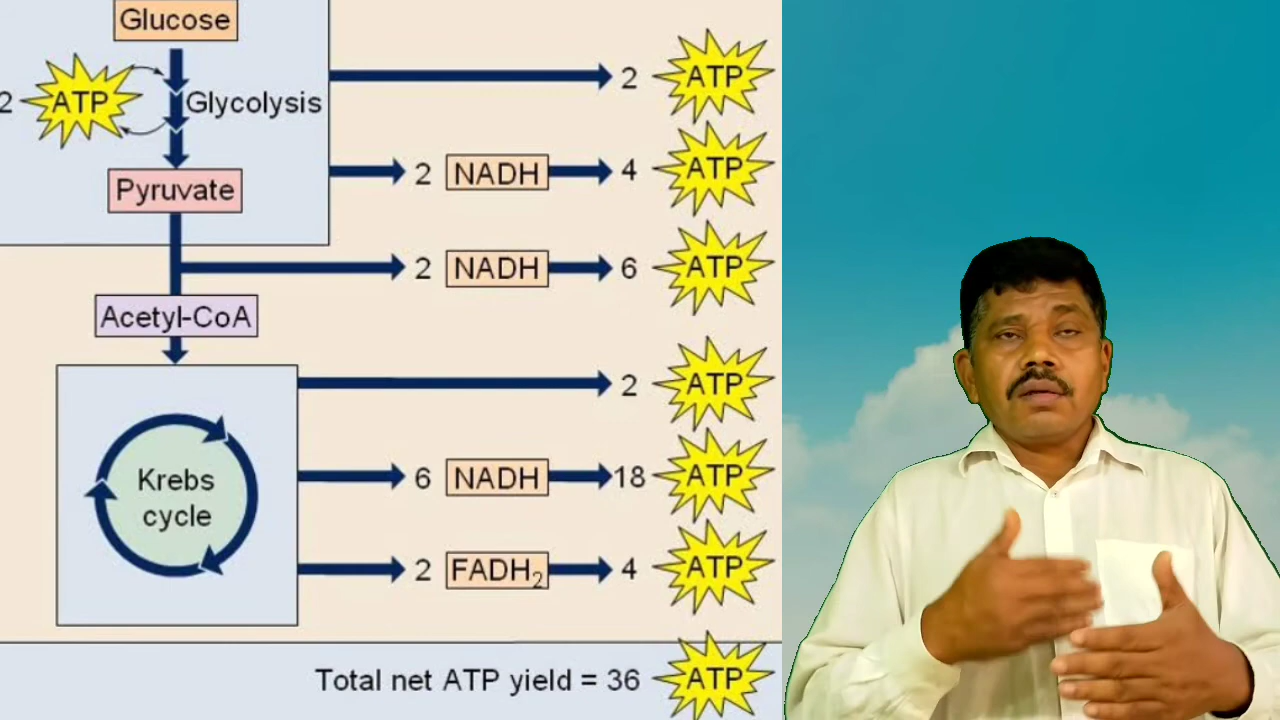 Glucose
2 ATP Glycolysis
2 ATP
Pyruvate
2 NADH 4 ATP
2 NADH 6 ATP
Acetyl-CoA
2 ATP
Krebs
cycle
6 NADH 18 ATP
2 FADH₂ 4 ATP
Total net ATP yield = 36 ATP